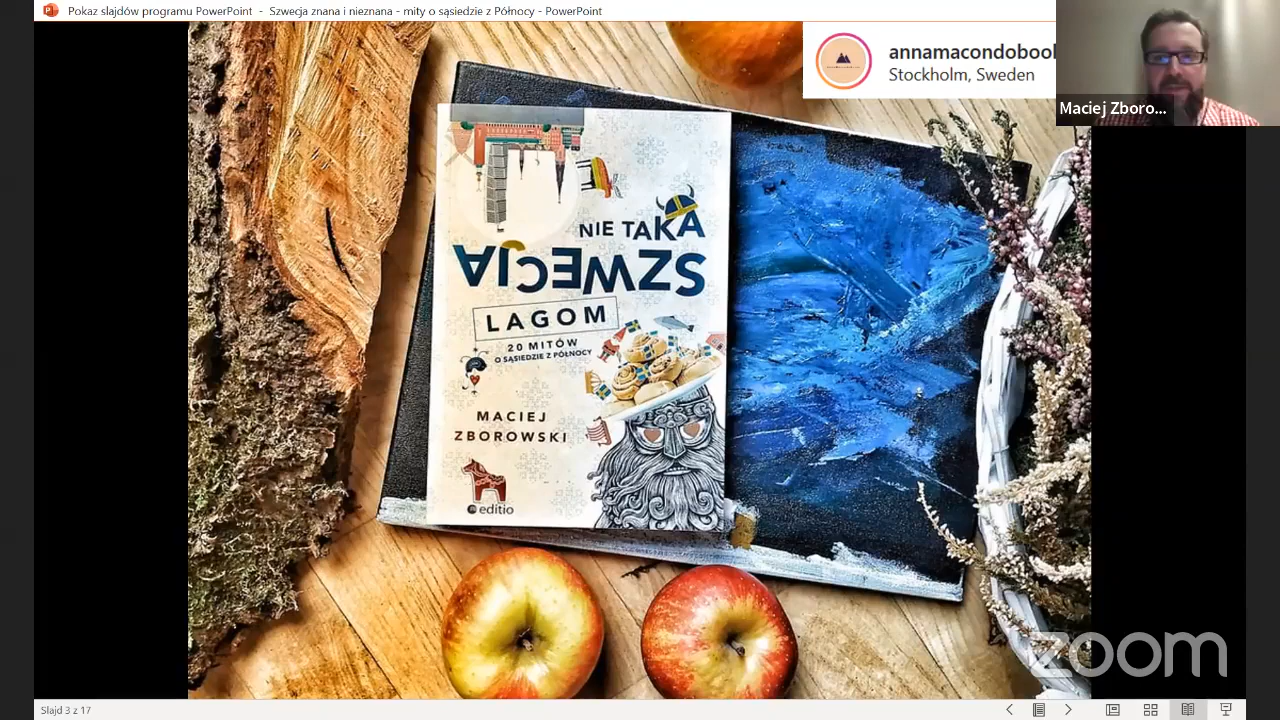 Pokaz slajdów programu PowerPoint - Szwecja znana i nieznana - mity o sąsiedzie z Północy - PowerPoint
annamacondobool
Stockholm, Sweden
Maciej Zboro...
NIE TAKA
SZWECJA
LAGOM
20 MITÓW
O SĄSIEDZIE Z PÓŁNOCY
MACIEJ
ZBOROWSKI
editio
zoom
Slajd 3 z 17